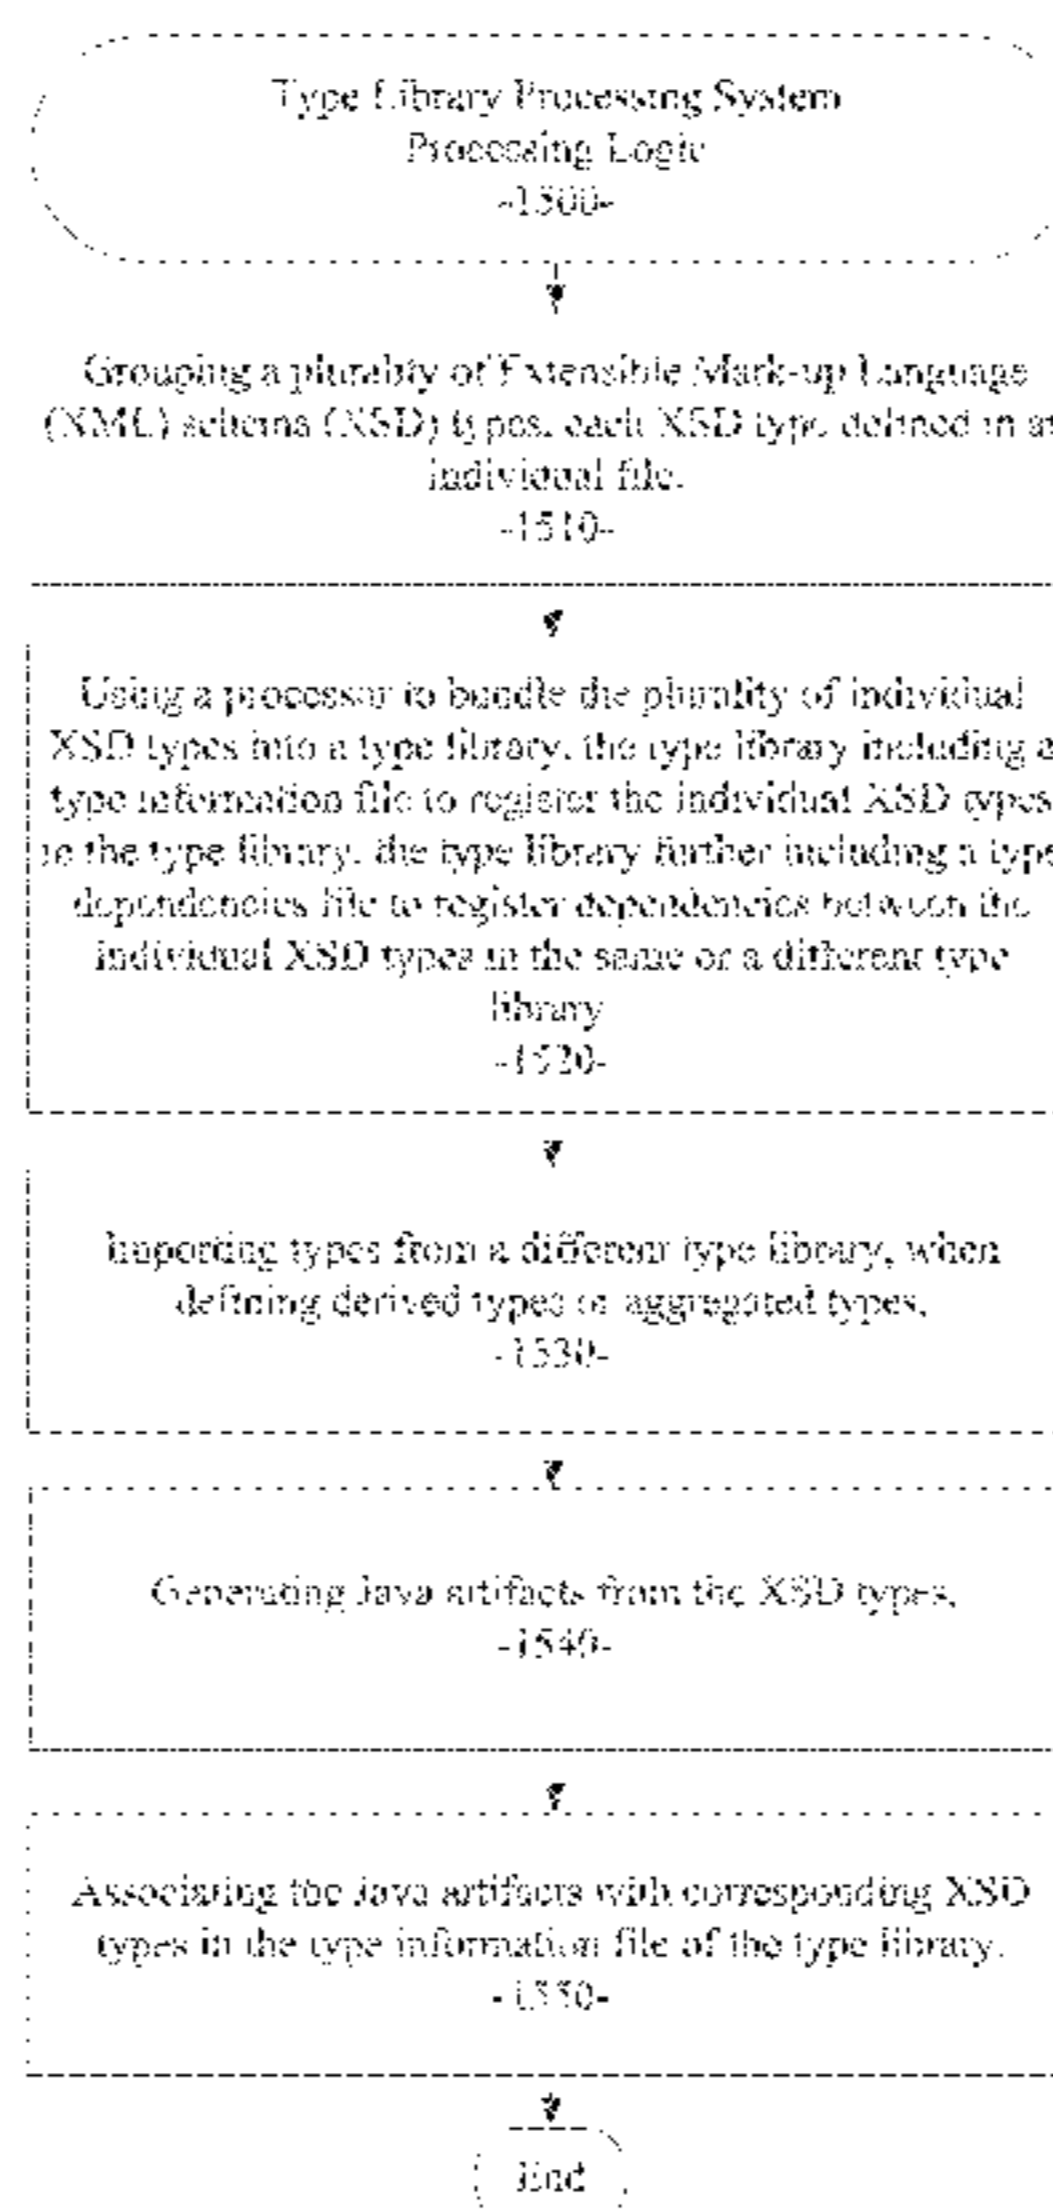 Type Library Processing System
Processing Logic
-1500-
Grouping a plurality of Extensible Mark-up Language
(XML) schema (XSD) types, each XSD type defined in an
individual file.
-1510-
Using a processor to bundle the plurality of individual
XSD types into a type library, the type library including a
type information file to register the individual XSD types
in the type library, the type library further including a type
dependencies file to register dependencies between the
individual XSD types in the same or a different type
library
-1520-
Importing types from a different type library, when
defining derived types or aggregated types.
-1530-
Generating Java artifacts from the XSD types.
-1540-
Associating the Java artifacts with corresponding XSD
types in the type information file of the type library.
-1550-
End